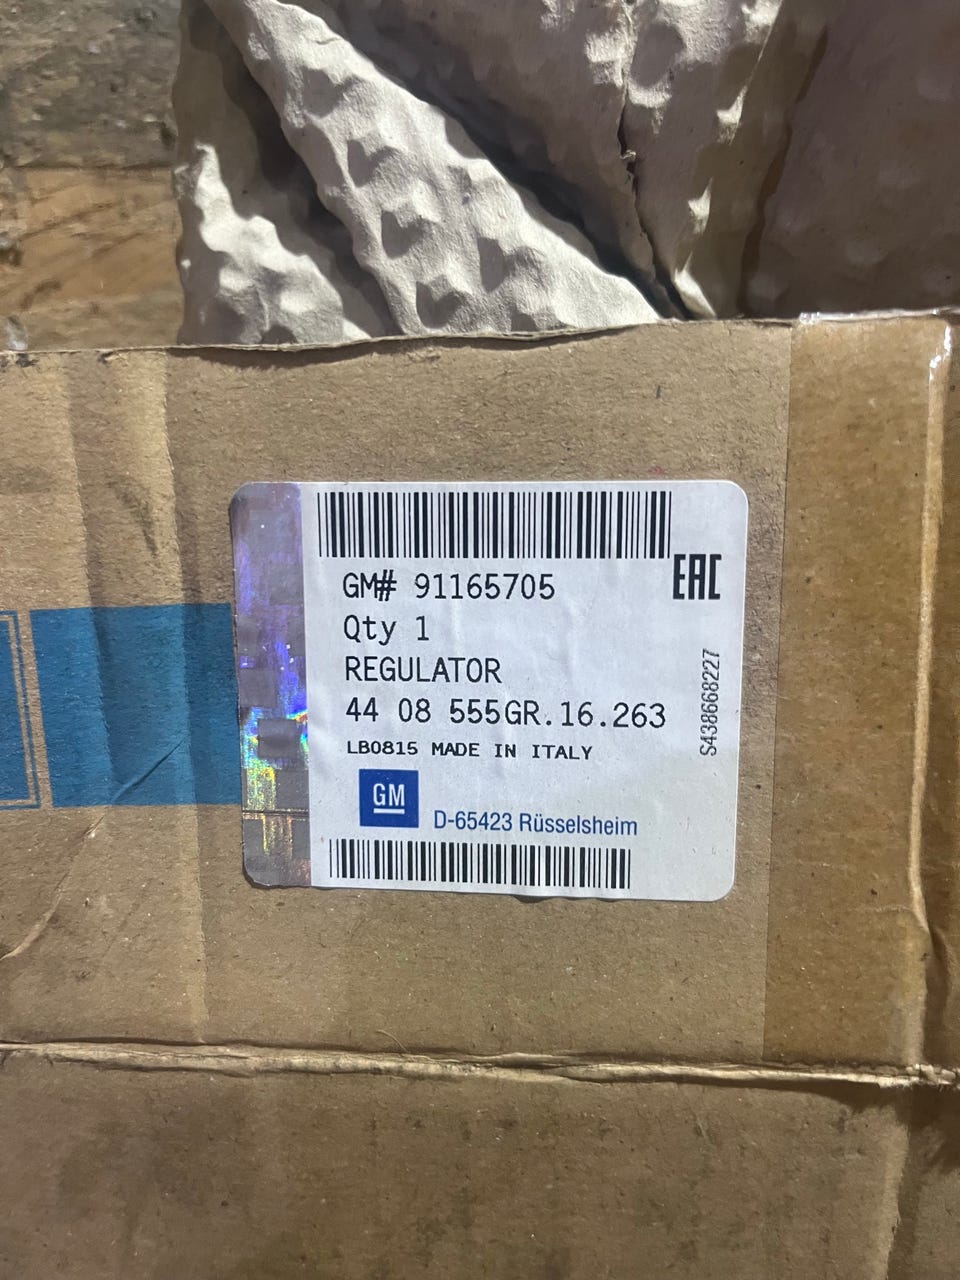 GM# 91165705
EAC
Qty 1
REGULATOR
44 08 555GR.16.263
LB0815 MADE IN ITALY
S438668227
GM
D-65423 Rüsselsheim